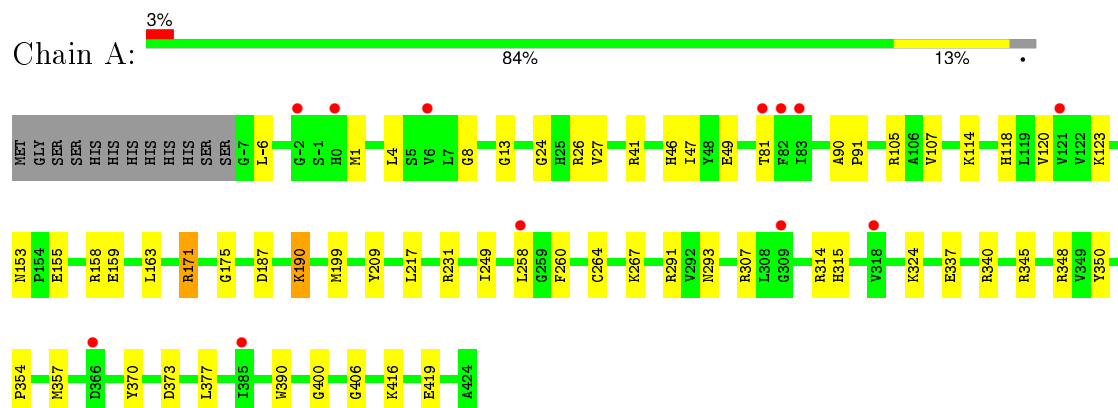 3%
Chain A:
84%
13%
MET GLY SER SER HIS HIS HIS HIS HIS HIS SER SER G-7 L-6 G-2 S-1 H0 M1 L4 S5 V6 L7 G8 G13 G24 H25 R26 V27 R41 H46 I47 Y48 E49 T81 F82 I83 A90 P91 R105 A106 V107 K114 H118 L119 V120 V121 V122 K123
N153 P154 E155 R158 E159 L163 R171 G175 D187 K190 M199 Y209 L217 R231 I249 L258 G259 F260 C264 K267 R291 V292 N293 R307 L308 G309 R314 H315 V318 K324 E337 R340 R345 R348 V349 Y350
P354 M357 D366 Y370 D373 L377 I385 W390 G400 G406 K416 E419 A424